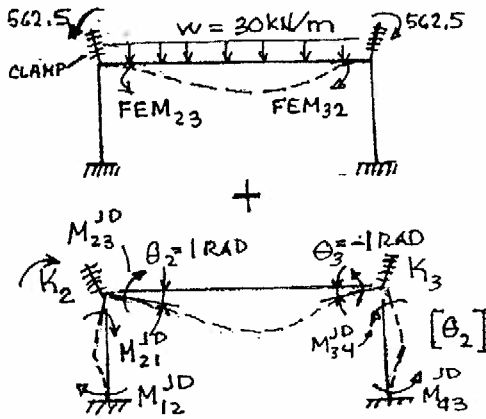 562.5 w = 30kN/m 562.5
CLAMP
FEM23 FEM32
+
M23^JD θ2=1 RAD θ3=-1 RAD
K2 K3
M21^JD M34^JD [θ2]
M12^JD M43^JD